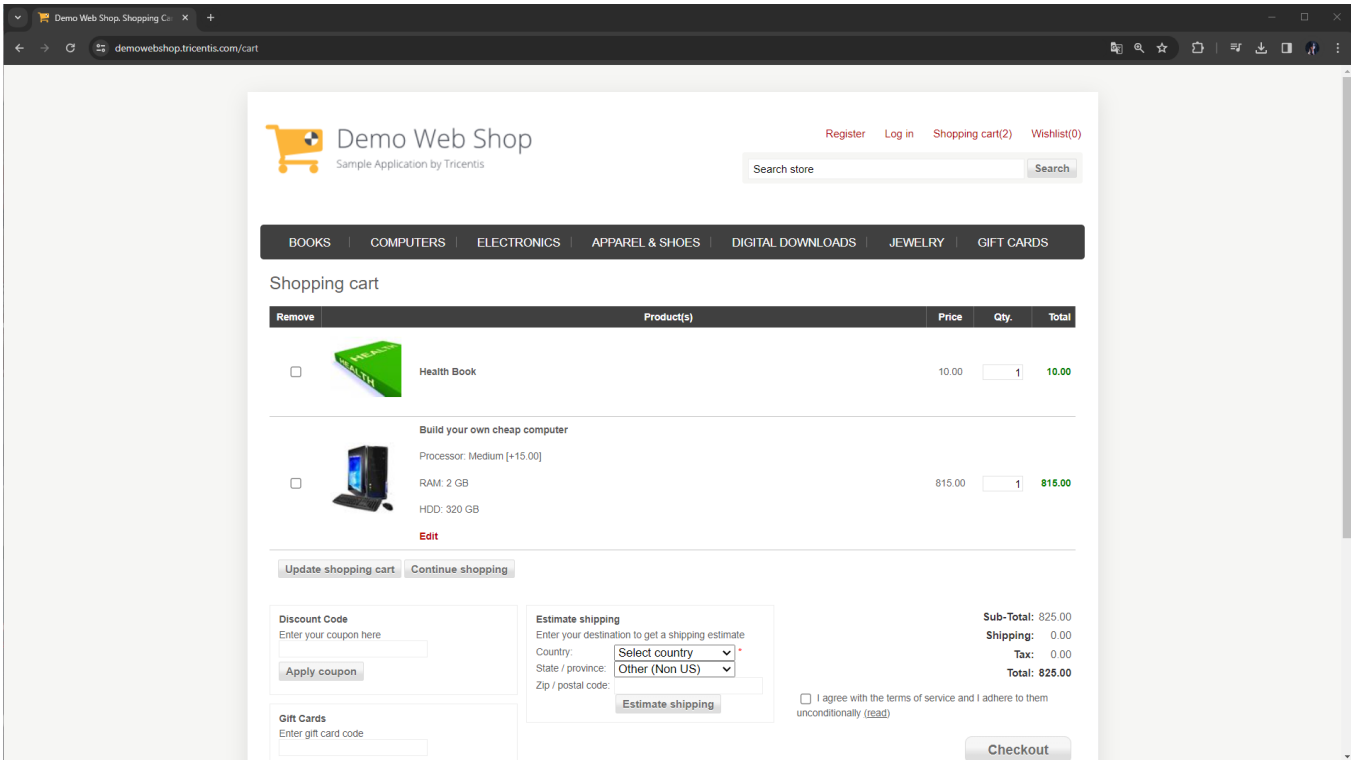 Demo Web Shop. Shopping Ca
demowebshop.tricentis.com/cart
Demo Web Shop
Sample Application by Tricentis
Register Log in Shopping cart(2) Wishlist(0)
Search store Search
BOOKS COMPUTERS ELECTRONICS APPAREL & SHOES DIGITAL DOWNLOADS JEWELRY GIFT CARDS
Shopping cart
Remove Product(s) Price Qty. Total
HEALTH
HEALTH
Health Book 10.00 1 10.00
Build your own cheap computer
Processor: Medium [+15.00]
RAM: 2 GB 815.00 1 815.00
HDD: 320 GB
Edit
Update shopping cart Continue shopping
Discount Code
Enter your coupon here
Apply coupon
Gift Cards
Enter gift card code
Estimate shipping
Enter your destination to get a shipping estimate
Country: Select country *
State / province: Other (Non US)
Zip / postal code:
Estimate shipping
Sub-Total: 825.00
Shipping: 0.00
Tax: 0.00
Total: 825.00
I agree with the terms of service and I adhere to them
unconditionally (read)
Checkout